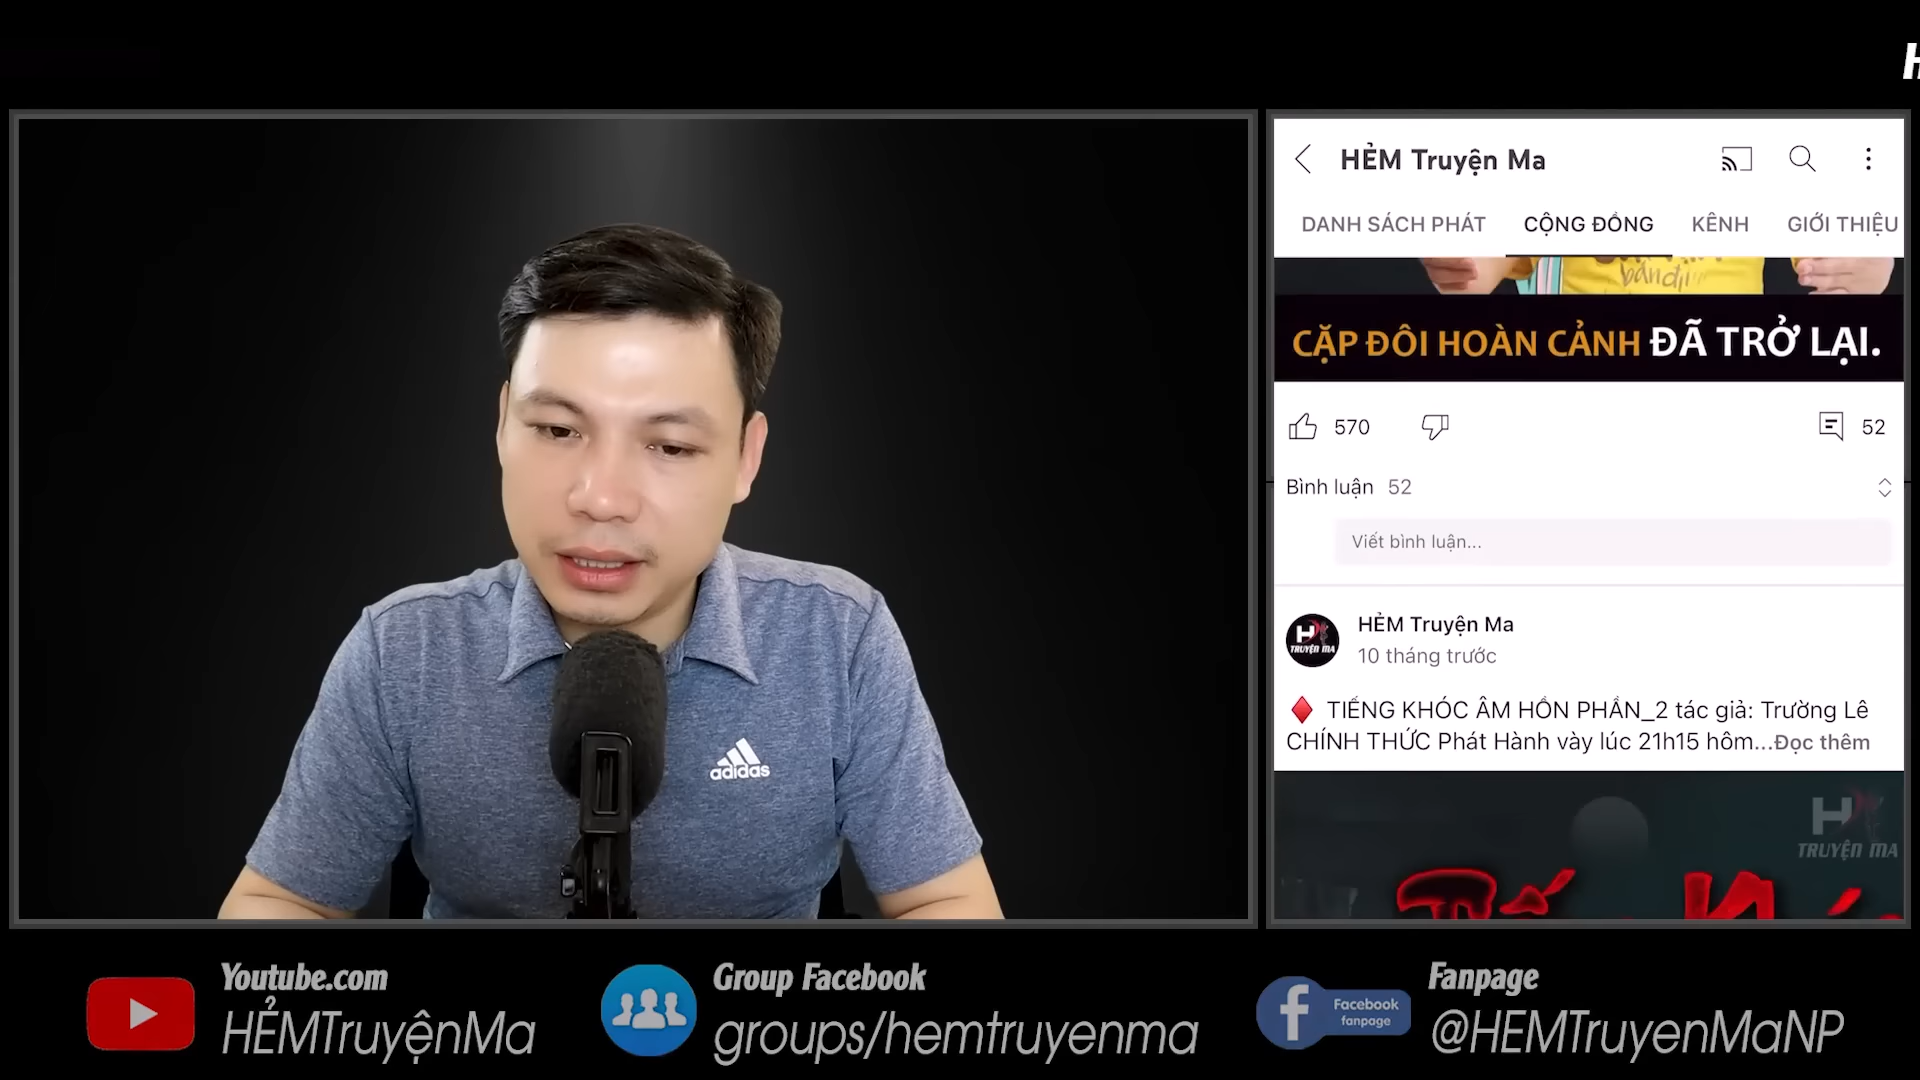 HẺM Truyện Ma
DANH SÁCH PHÁT CỘNG ĐỒNG KÊNH GIỚI THIỆU
CẶP ĐÔI HOÀN CẢNH ĐÃ TRỞ LẠI.
570 52
Bình luận 52
Viết bình luận...
HẺM Truyện Ma
10 tháng trước
TIẾNG KHÓC ÂM HỒN PHẦN_2 tác giả: Trường Lê
CHÍNH THỨC Phát Hành vày lúc 21h15 hôm...Đọc thêm
H
TRUYỆN MA
TRUYỆN MA
adidas
Youtube.com
HẺMTruyệnMa
Group Facebook
groups/hemtruyenma
Facebook
fanpage
Fanpage
@HEMTruyenMaNP